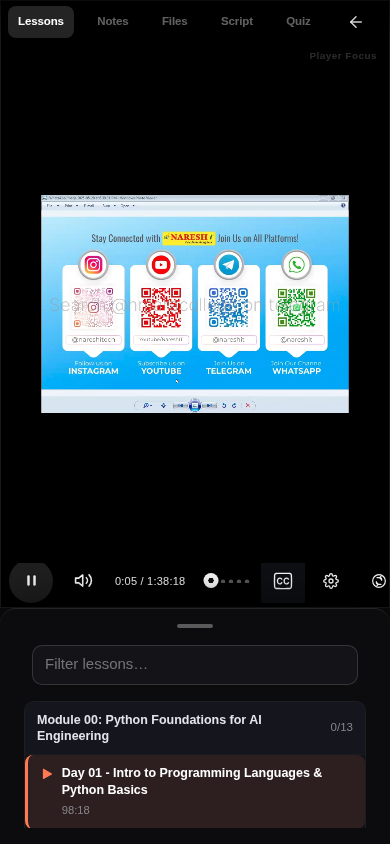 Lessons Notes Files Script Quiz
Player Focus
Stay Connected with NARESH Join Us on All Platforms!
@nareshitech @nareshit @nareshit
Follow us on Subscribe us on Join Us on Join Our Channel
INSTAGRAM YOUTUBE TELEGRAM WHATSAPP
0:05 / 1:38:18 CC
Filter lessons…
Module 00: Python Foundations for AI
Engineering
0/13
Day 01 - Intro to Programming Languages &
Python Basics
98:18